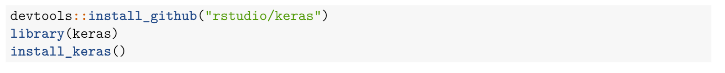 devtools::install_github("rstudio/keras")
library(keras)
install_keras()